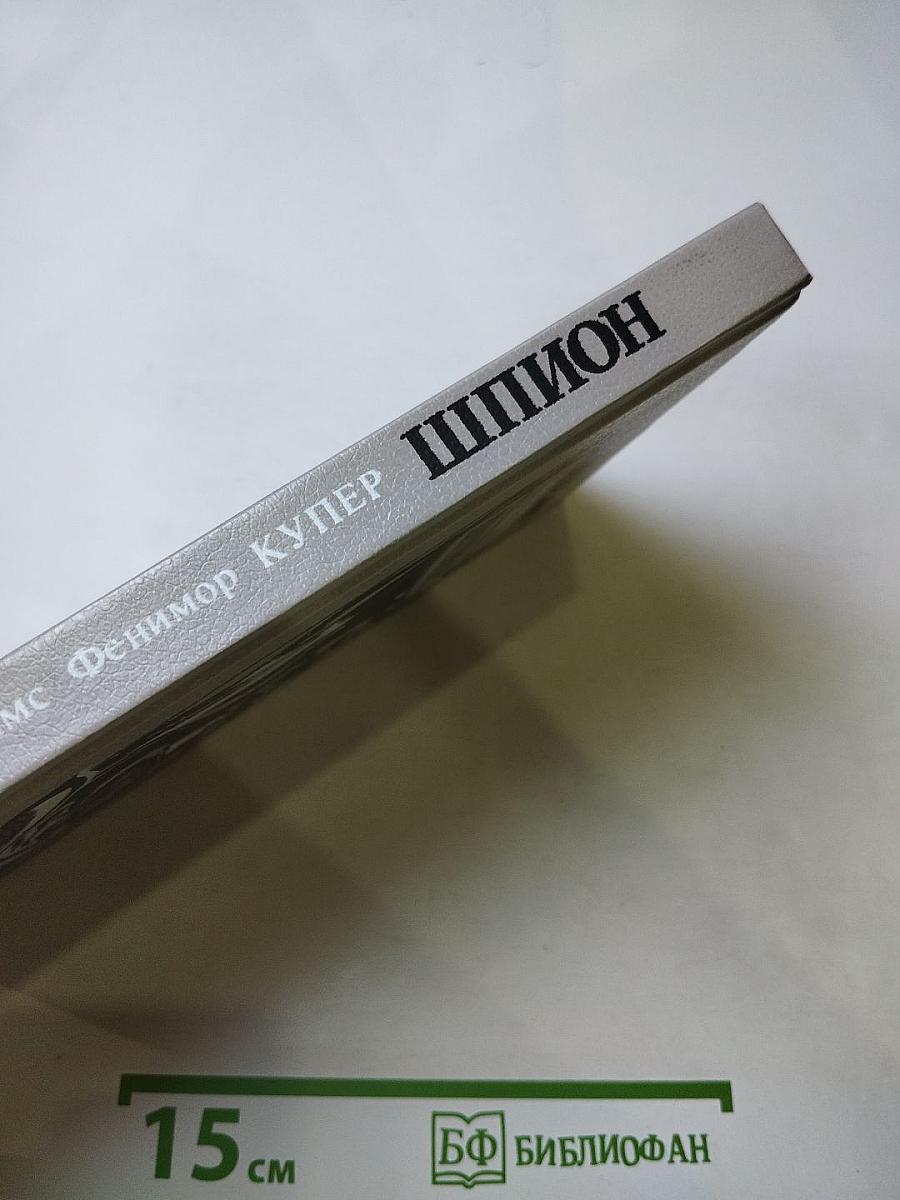 мс Фенимор КУПЕР ШПИОН
15 см
БФ БИБЛИОФАН